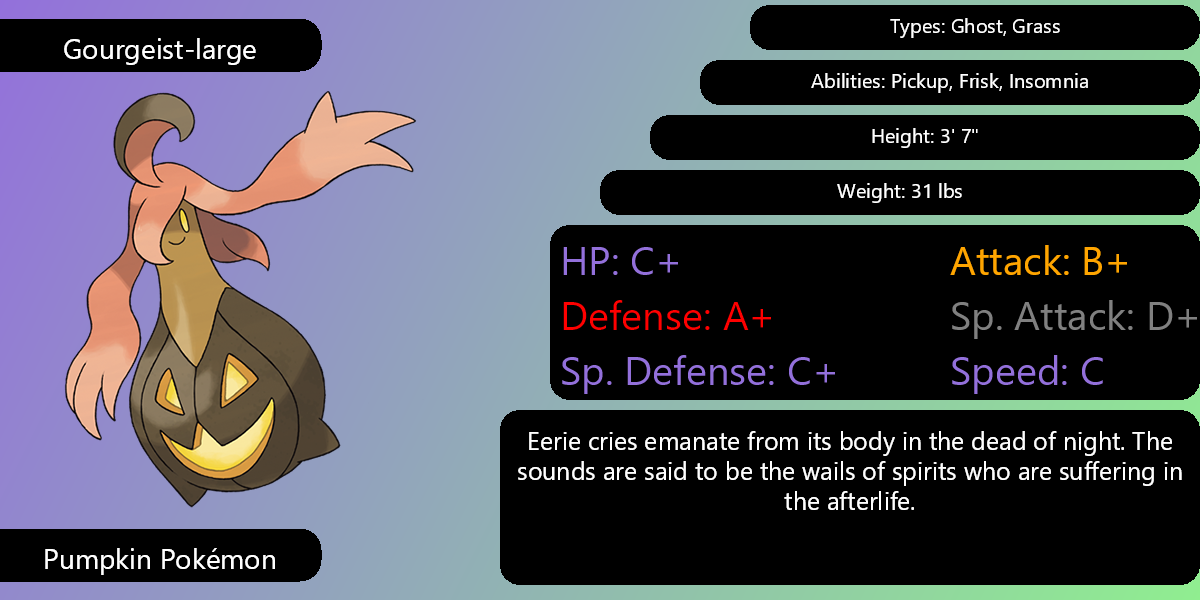 Gourgeist-large
Types: Ghost, Grass
Abilities: Pickup, Frisk, Insomnia
Height: 3' 7"
Weight: 31 lbs
HP: C+
Attack: B+
Defense: A+
Sp. Attack: D+
Sp. Defense: C+
Speed: C
Eerie cries emanate from its body in the dead of night. The
sounds are said to be the wails of spirits who are suffering in
the afterlife.
Pumpkin Pokémon